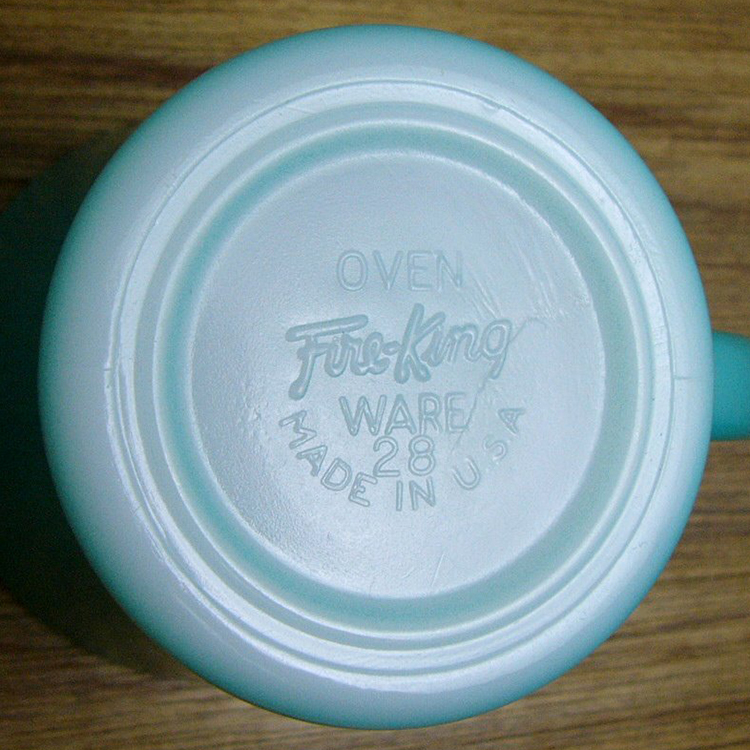 OVEN
Fire-King
WARE
28
MADE IN USA